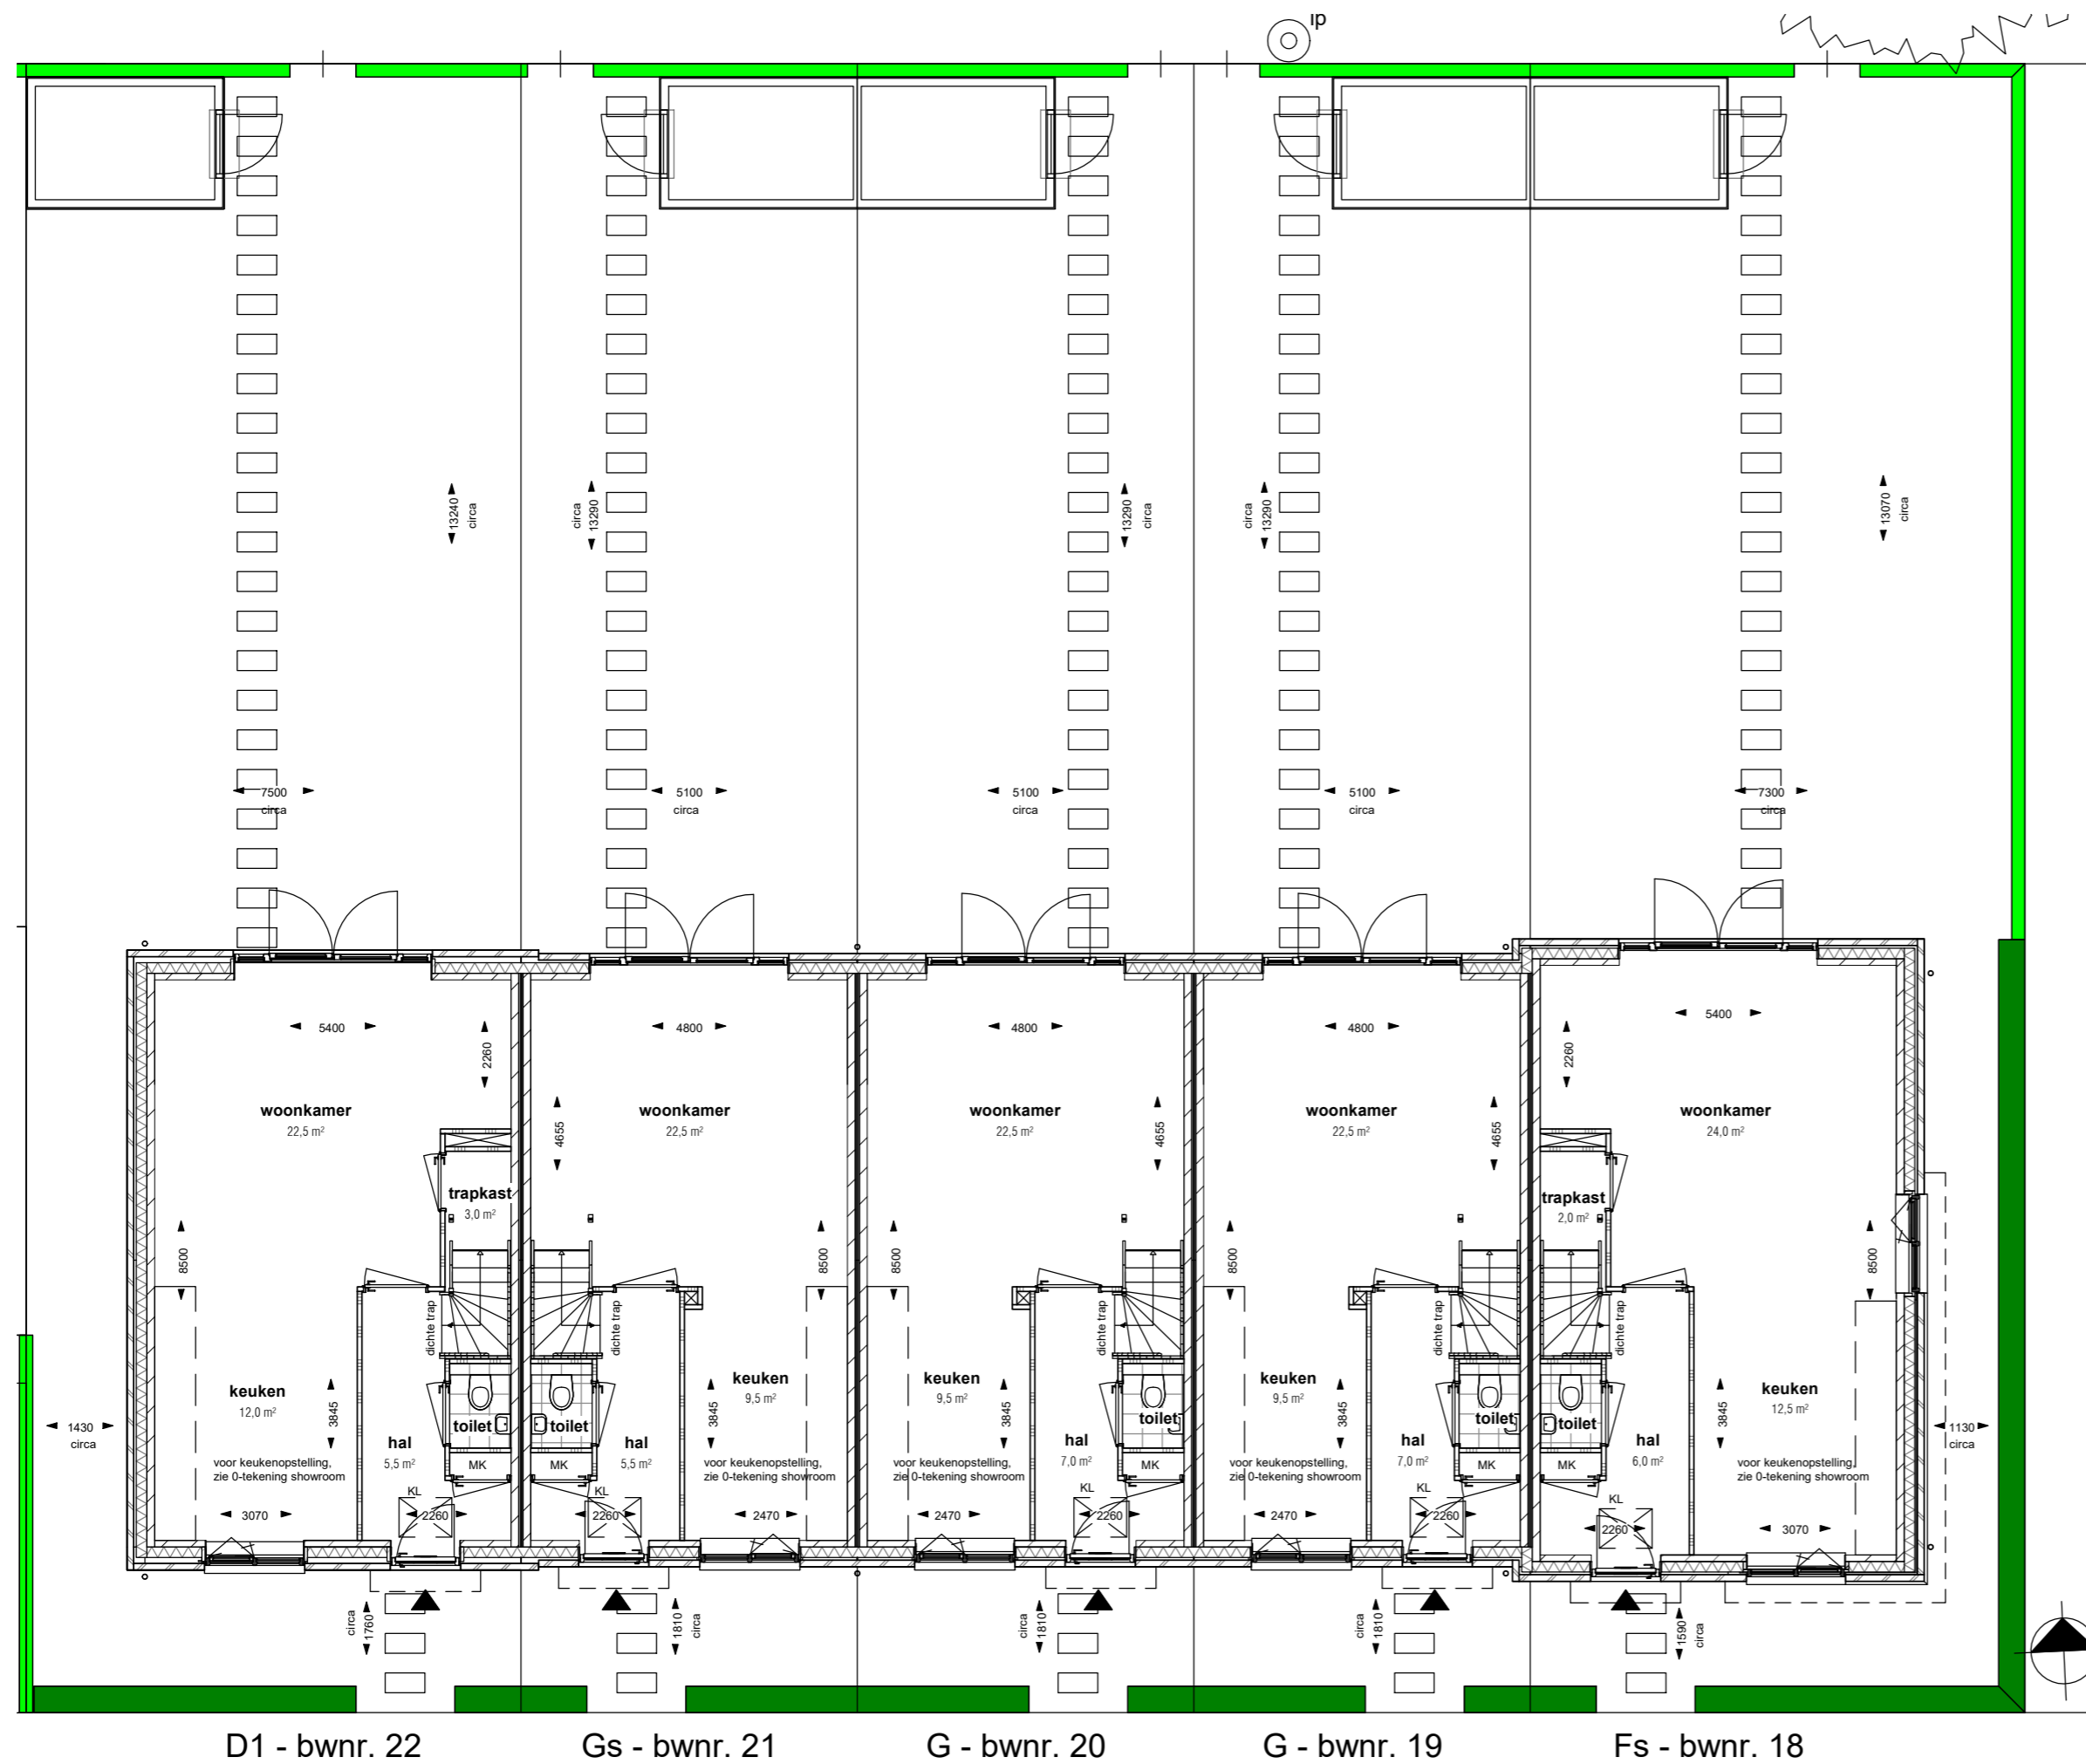 lp
13240
circa
circa
13290
13290
circa
circa
13290
13070
circa
7500
circa
5100
circa
5100
circa
5100
circa
7300
circa
5400
4800
4800
4800
5400
2260
2260
woonkamer
22,5 m²
woonkamer
22,5 m²
woonkamer
22,5 m²
woonkamer
22,5 m²
woonkamer
24,0 m²
4655
4655
4655
trapkast
3,0 m²
trapkast
2,0 m²
8500
8500
8500
8500
8500
dichte trap
dichte trap
dichte trap
dichte trap
dichte trap
keuken
12,0 m²
keuken
9,5 m²
keuken
9,5 m²
keuken
9,5 m²
keuken
12,5 m²
3845
3845
3845
3845
3845
1430
circa
1130
circa
toilet
toilet
toilet
toilet
toilet
hal
5,5 m²
hal
5,5 m²
hal
7,0 m²
hal
7,0 m²
hal
6,0 m²
MK
MK
MK
MK
MK
voor keukenopstelling,
zie 0-tekening showroom
voor keukenopstelling,
zie 0-tekening showroom
voor keukenopstelling,
zie 0-tekening showroom
voor keukenopstelling,
zie 0-tekening showroom
voor keukenopstelling,
zie 0-tekening showroom
KL
KL
KL
KL
KL
3070
2260
2260
2470
2470
2260
2470
2260
2260
3070
circa
1760
1810
circa
circa
1810
circa
1810
1590
circa
D1 - bwnr. 22
Gs - bwnr. 21
G - bwnr. 20
G - bwnr. 19
Fs - bwnr. 18